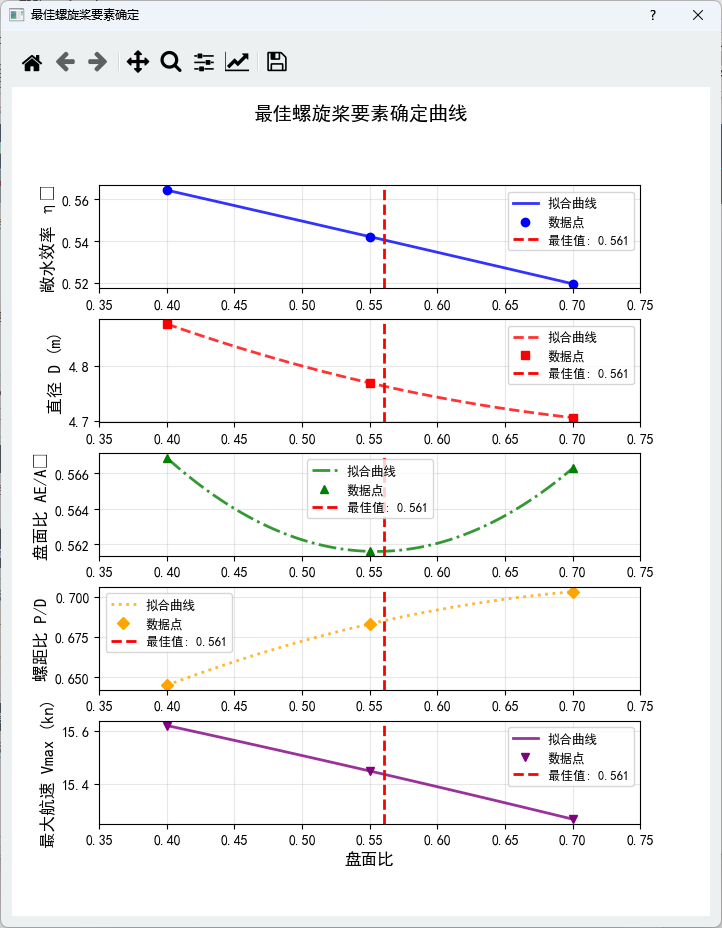 最佳螺旋桨要素确定
?
最佳螺旋桨要素确定曲线
敞水效率 η□
0.56
0.54
0.52
拟合曲线
数据点
最佳值: 0.561
0.35 0.40 0.45 0.50 0.55 0.60 0.65 0.70 0.75
直径 D (m)
4.8
4.7
拟合曲线
数据点
最佳值: 0.561
0.35 0.40 0.45 0.50 0.55 0.60 0.65 0.70 0.75
盘面比 AE/A□
0.566
0.564
0.562
拟合曲线
数据点
最佳值: 0.561
0.35 0.40 0.45 0.50 0.55 0.60 0.65 0.70 0.75
螺距比 P/D
0.700
0.675
0.650
拟合曲线
数据点
最佳值: 0.561
0.35 0.40 0.45 0.50 0.55 0.60 0.65 0.70 0.75
最大航速 Vmax (kn)
15.6
15.4
拟合曲线
数据点
最佳值: 0.561
0.35 0.40 0.45 0.50 0.55 0.60 0.65 0.70 0.75
盘面比